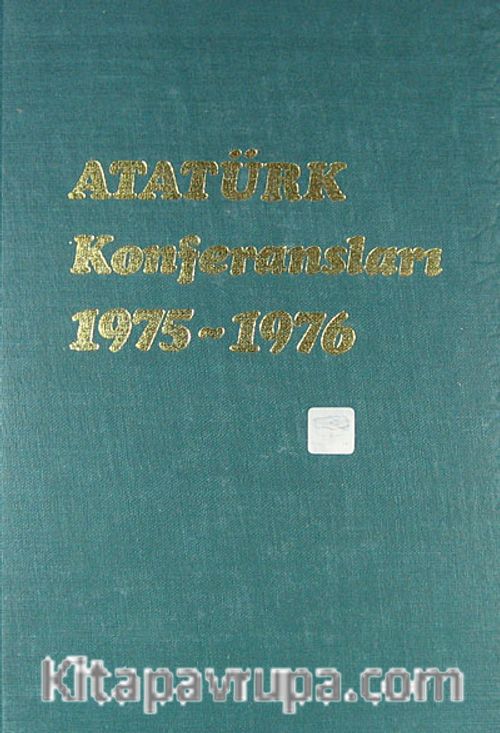 ATATÜRK
Konferansları
1975-1976
kitapavrupa.com